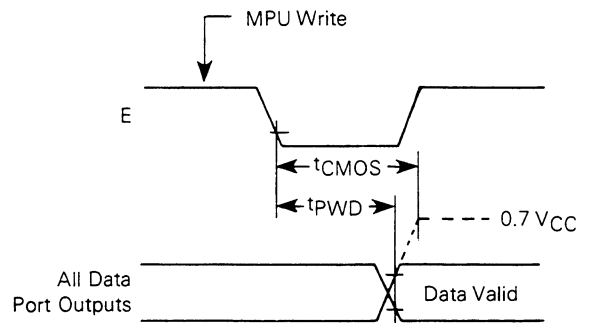 MPU Write
E
tCMOS
tPWD
0.7 VCC
All Data
Port Outputs
Data Valid